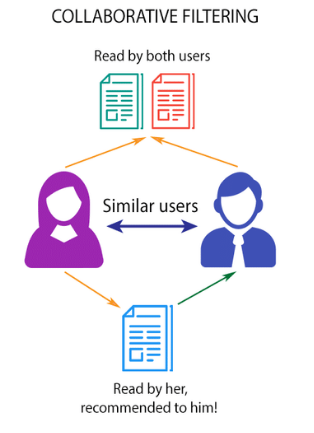 COLLABORATIVE FILTERING
Read by both users
Similar users
Read by her,
recommended to him!